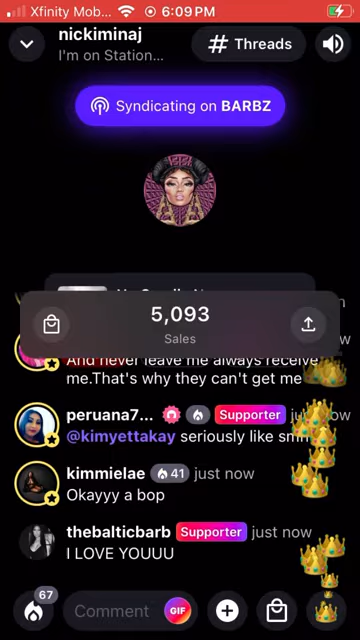 Xfinity Mob... 6:09 PM
nickiminaj
I'm on Station...
# Threads
Syndicating on BARBZ
5,093
Sales
And never leave me always receive
me.That's why they can't get me
peruana7... Supporter
@kimyettakay seriously like smh
kimmielae 41 just now
Okayyy a bop
thebalticbarb Supporter just now
I LOVE YOUUU
67
Comment GIF